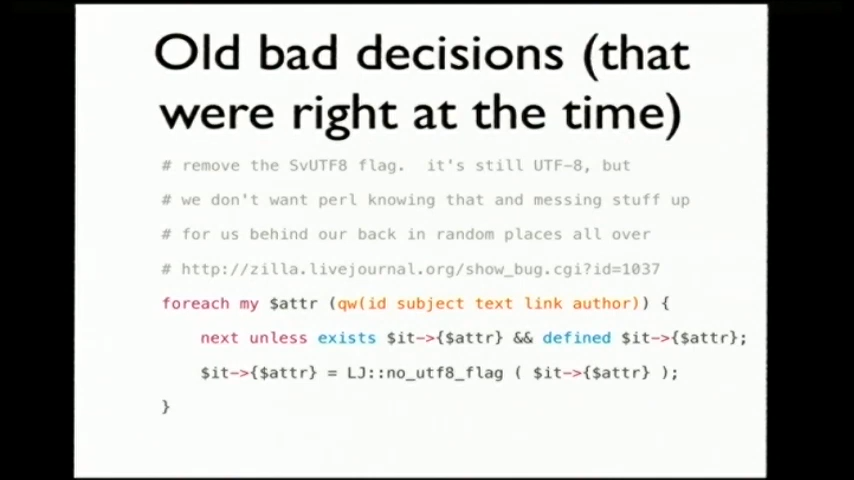 Old bad decisions (that
were right at the time)
# remove the SvUTF8 flag.  it's still UTF-8, but
# we don't want perl knowing that and messing stuff up
# for us behind our back in random places all over
# http://zilla.livejournal.org/show_bug.cgi?id=1037
foreach my $attr (qw(id subject text link author)) {
    next unless exists $it->{$attr} && defined $it->{$attr};
    $it->{$attr} = LJ::no_utf8_flag ( $it->{$attr} );
}